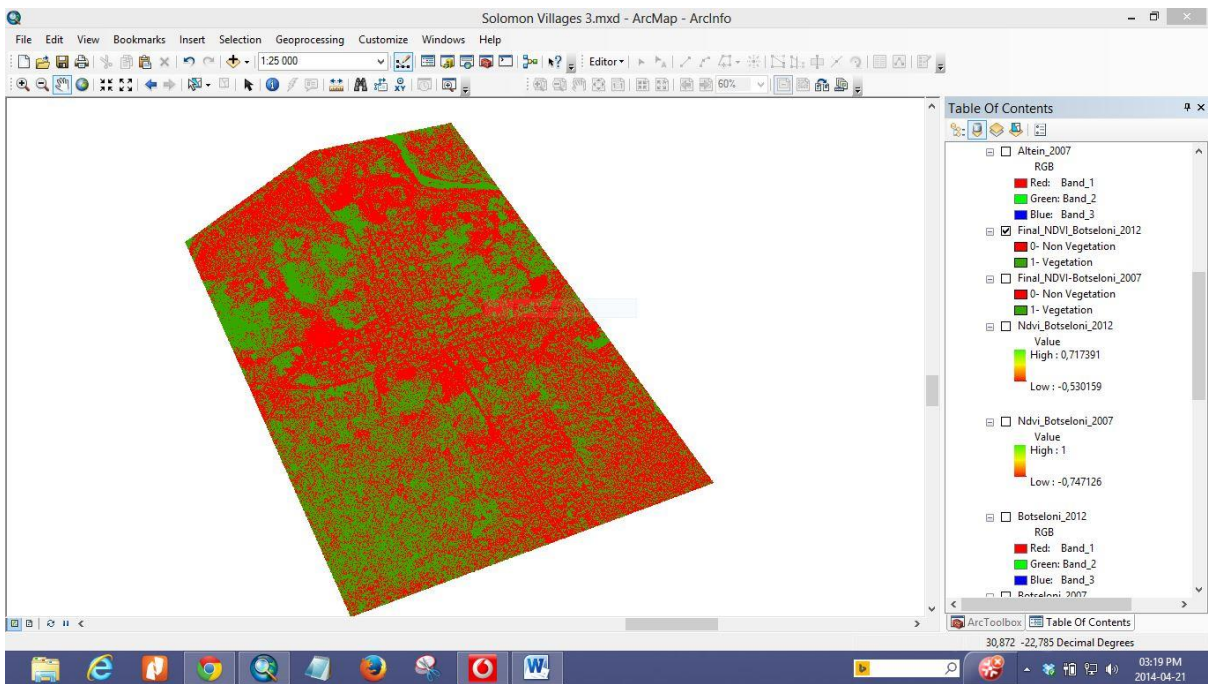 Solomon Villages 3.mxd - ArcMap - ArcInfo
File Edit View Bookmarks Insert Selection Geoprocessing Customize Windows Help
1:25 000
Editor
60%
Table Of Contents
Altein_2007
RGB
Red: Band_1
Green: Band_2
Blue: Band_3
Final_NDVI_Botseloni_2012
0- Non Vegetation
1- Vegetation
Final_NDVI-Botseloni_2007
0- Non Vegetation
1- Vegetation
Ndvi_Botseloni_2012
Value
High : 0,717391
Low : -0,530159
Ndvi_Botseloni_2007
Value
High : 1
Low : -0,747126
Botseloni_2012
RGB
Red: Band_1
Green: Band_2
Blue: Band_3
Botseloni_2007
ArcToolbox Table Of Contents
30,872 -22,785 Decimal Degrees
03:19 PM
2014-04-21